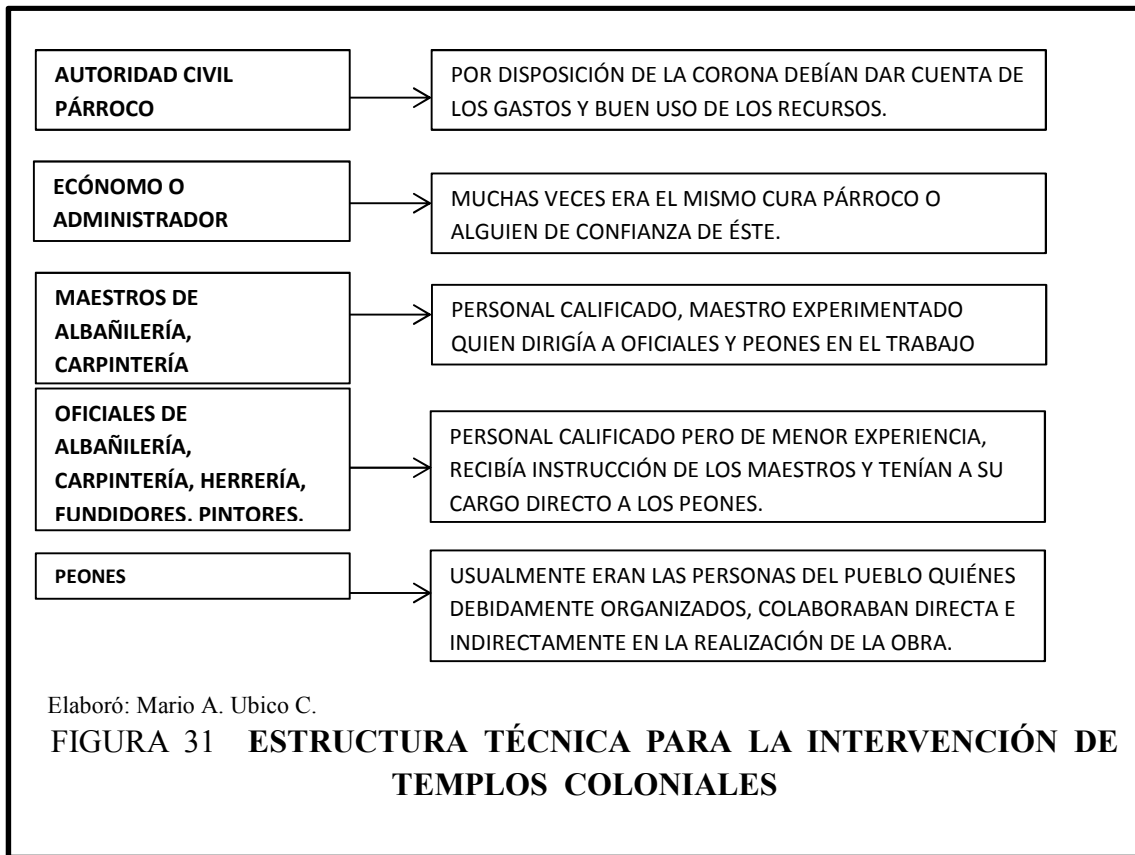 AUTORIDAD CIVIL
PÁRROCO
POR DISPOSICIÓN DE LA CORONA DEBÍAN DAR CUENTA DE
LOS GASTOS Y BUEN USO DE LOS RECURSOS.
ECÓNOMO O
ADMINISTRADOR
MUCHAS VECES ERA EL MISMO CURA PÁRROCO O
ALGUIEN DE CONFIANZA DE ÉSTE.
MAESTROS DE
ALBAÑILERÍA,
CARPINTERÍA
PERSONAL CALIFICADO, MAESTRO EXPERIMENTADO
QUIEN DIRIGÍA A OFICIALES Y PEONES EN EL TRABAJO
OFICIALES DE
ALBAÑILERÍA,
CARPINTERÍA, HERRERÍA,
FUNDIDORES, PINTORES,
PERSONAL CALIFICADO PERO DE MENOR EXPERIENCIA,
RECIBÍA INSTRUCCIÓN DE LOS MAESTROS Y TENÍAN A SU
CARGO DIRECTO A LOS PEONES.
PEONES
USUALMENTE ERAN LAS PERSONAS DEL PUEBLO QUIÉNES
DEBIDAMENTE ORGANIZADOS, COLABORABAN DIRECTA E
INDIRECTAMENTE EN LA REALIZACIÓN DE LA OBRA.
Elaboró: Mario A. Ubico C.
FIGURA 31 ESTRUCTURA TÉCNICA PARA LA INTERVENCIÓN DE
TEMPLOS COLONIALES